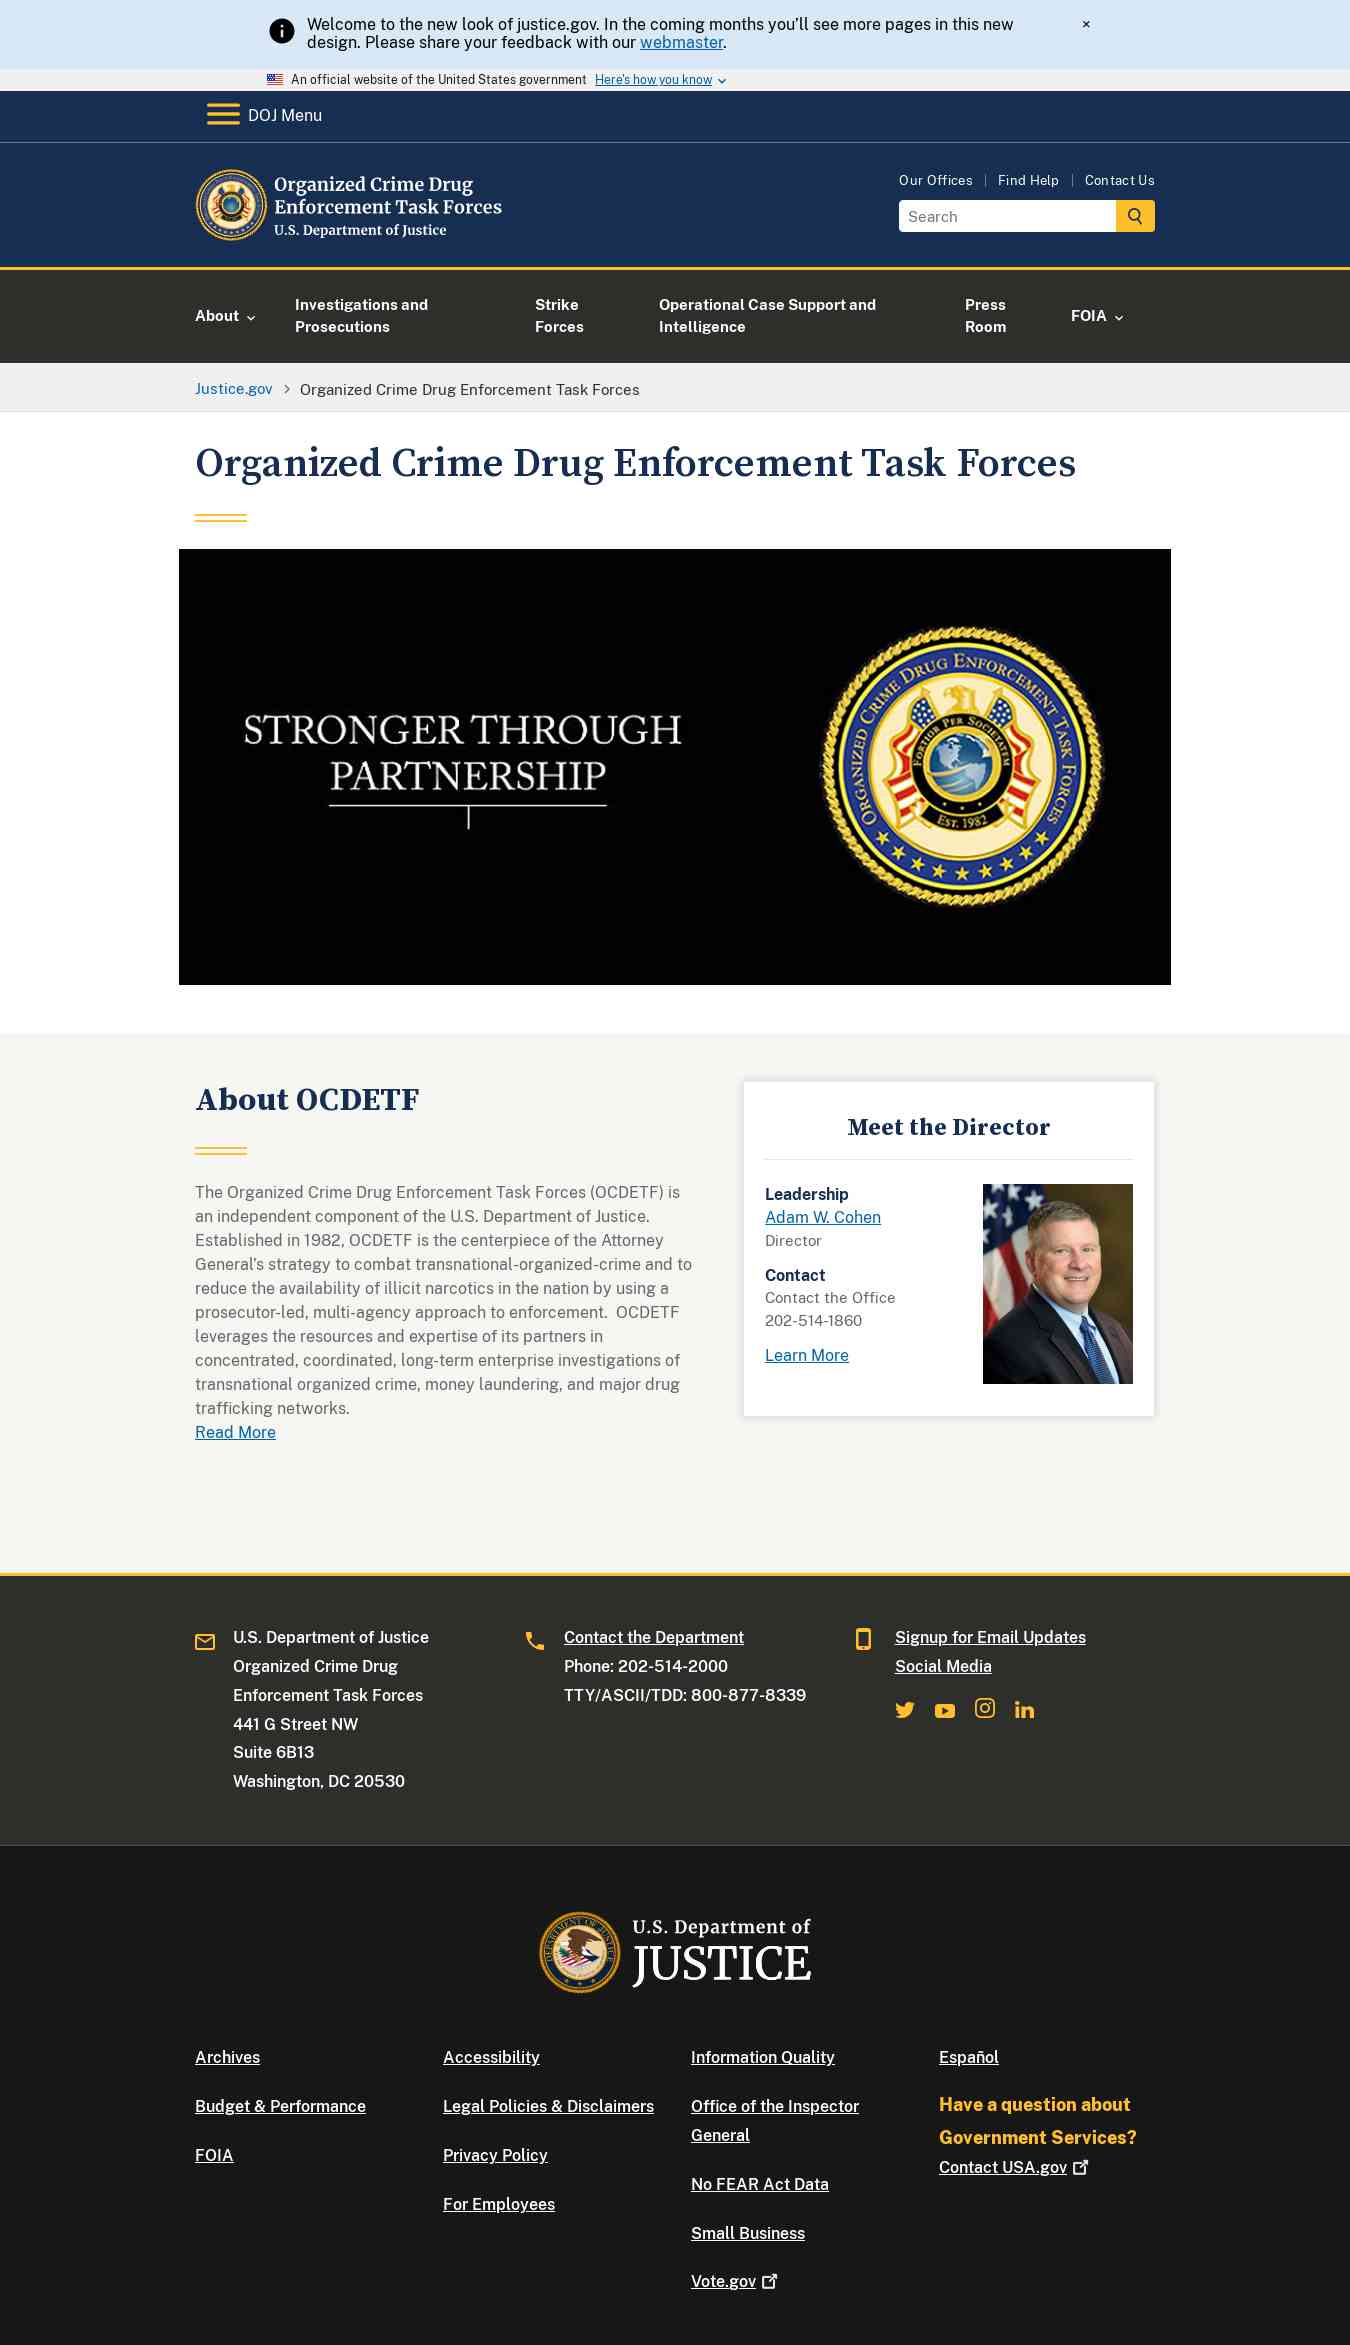 Welcome to the new look of justice.gov. In the coming months you’ll see more pages in this new
design. Please share your feedback with our webmaster.
×
An official website of the United States government Here's how you know
DOJ Menu
Organized Crime Drug
Enforcement Task Forces
U.S. Department of Justice
Our Offices
Find Help
Contact Us
Search
About
Investigations and
Prosecutions
Strike
Forces
Operational Case Support and
Intelligence
Press
Room
FOIA
Justice.gov
Organized Crime Drug Enforcement Task Forces
Organized Crime Drug Enforcement Task Forces
STRONGER THROUGH
PARTNERSHIP
ORGANIZED CRIME DRUG ENFORCEMENT TASK FORCES
FORTIOR PER SOCIETATEM
EST. 1982
About OCDETF
The Organized Crime Drug Enforcement Task Forces (OCDETF) is
an independent component of the U.S. Department of Justice.
Established in 1982, OCDETF is the centerpiece of the Attorney
General's strategy to combat transnational-organized-crime and to
reduce the availability of illicit narcotics in the nation by using a
prosecutor-led, multi-agency approach to enforcement.  OCDETF
leverages the resources and expertise of its partners in
concentrated, coordinated, long-term enterprise investigations of
transnational organized crime, money laundering, and major drug
trafficking networks.
Read More
Meet the Director
Leadership
Adam W. Cohen
Director
Contact
Contact the Office
202-514-1860
Learn More
U.S. Department of Justice
Organized Crime Drug
Enforcement Task Forces
441 G Street NW
Suite 6B13
Washington, DC 20530
Contact the Department
Phone: 202-514-2000
TTY/ASCII/TDD: 800-877-8339
Signup for Email Updates
Social Media
U.S. Department of
JUSTICE
Archives
Budget & Performance
FOIA
Accessibility
Legal Policies & Disclaimers
Privacy Policy
For Employees
Information Quality
Office of the Inspector
General
No FEAR Act Data
Small Business
Vote.gov
Español
Have a question about
Government Services?
Contact USA.gov